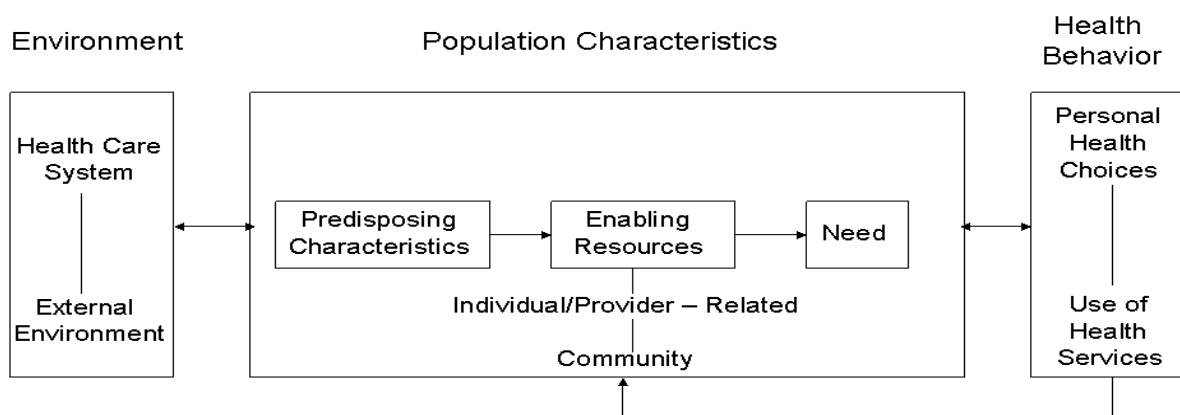 Environment
Population Characteristics
Health
Behavior
Health Care
System
External
Environment
Predisposing
Characteristics
Enabling
Resources
Need
Individual/Provider – Related
Community
Personal
Health
Choices
Use of
Health
Services